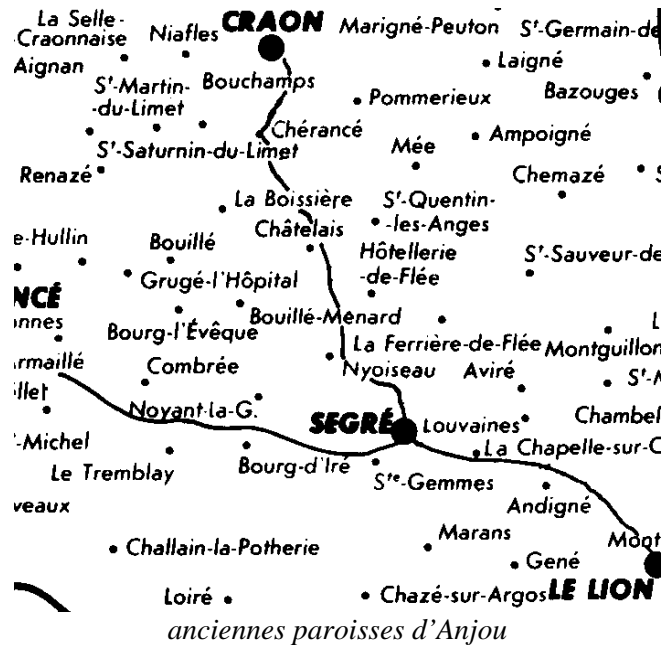 La Selle-
-Craonnaise
Niafles
CRAON
Marigné-Peuton
Sᵗ-Germain-de
Aignan
Laigné
Sᵗ-Martin-
-du-Limet
Bouchamps
Pommerieux
Bazouges
Chérancé
Ampoigné
Sᵗ-Saturnin-du-Limet
Mée
Renazé
Chemazé
La Boissière
Sᵗ-Quentin-
-les-Anges
Châtelais
e-Hullin
Bouillé
Hôtellerie
-de-Flée
Sᵗ-Sauveur-de
Grugé-l'Hôpital
NCÉ
onnes
Bourg-l'Évêque
Bouillé-Ménard
La Ferrière-de-Flée
Montguillon
Armaillé
Combrée
Nyoiseau
Aviré
illet
Noyant-la-G.
SEGRÉ
Louvaines
Chambel
-Michel
La Chapelle-sur-O
Le Tremblay
Bourg-d'Iré
Sᵗᵉ-Gemmes
veaux
Andigné
Marans
Mont
Challain-la-Potherie
Gené
Loiré
Chazé-sur-Argos
LE LION
anciennes paroisses d'Anjou